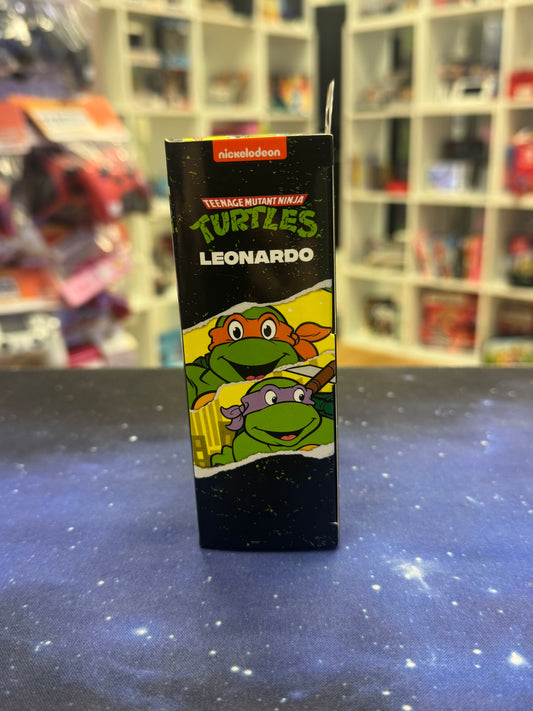 nickelodeon
TEENAGE MUTANT NINJA
TURTLES
LEONARDO